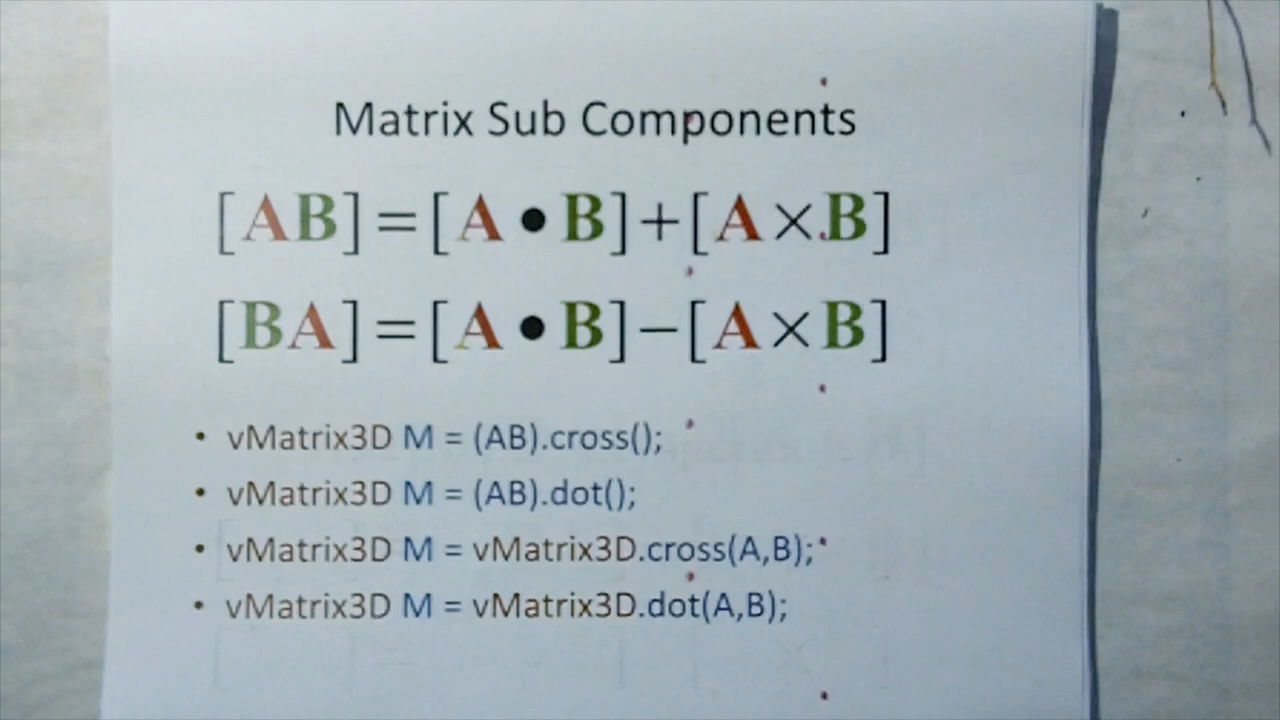 Matrix Sub Components
[AB]=[A●B]+[A×B]
[BA]=[A●B]−[A×B]
• vMatrix3D M = (AB).cross();
• vMatrix3D M = (AB).dot();
• vMatrix3D M = vMatrix3D.cross(A,B);
• vMatrix3D M = vMatrix3D.dot(A,B);